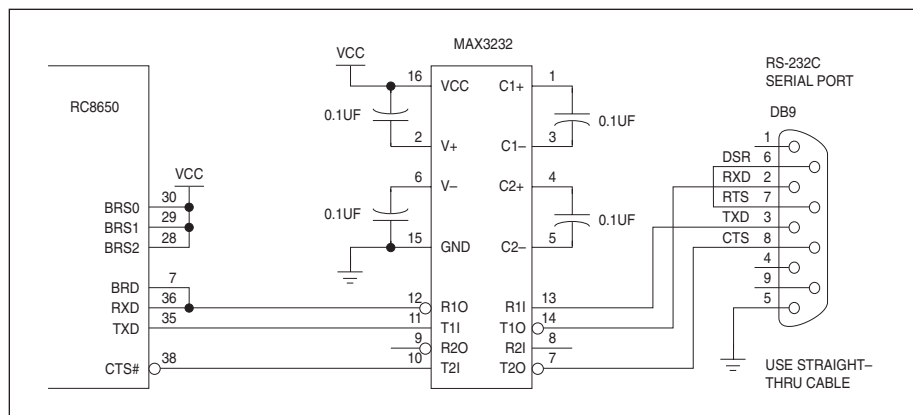 MAX3232
VCC
RS-232C
SERIAL PORT
16 VCC C1+ 1
RC8650
0.1UF 0.1UF
DB9
2 V+ C1– 3
1
DSR 6
VCC
6 V– C2+ 4
RXD 2
30
RTS 7
BRS0
29
0.1UF 0.1UF
TXD 3
BRS1
28
15 GND C2– 5
CTS 8
BRS2
4
7
9
BRD
36
12 R1O R1I 13
5
RXD
35
11 T1I T1O 14
TXD
9 R2O R2I 8
38
10 T2I T2O 7
CTS#
USE STRAIGHT–
THRU CABLE